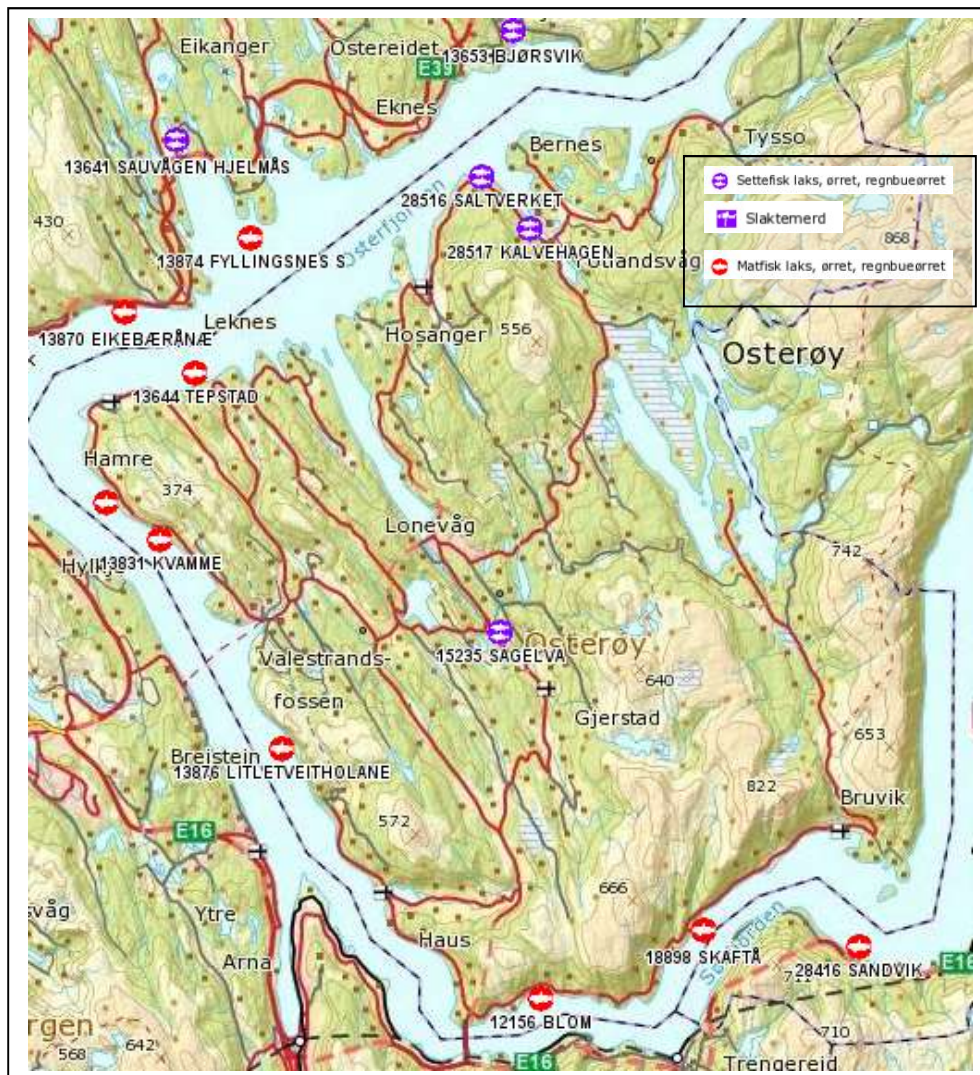 Eikanger
Ostereidet
13653 BJØRSVIK
E39
Eknes
Bernes
Tysso
13641 SAUVÅGEN HJELMÅS
28516 SALTVERKET
430
Osterfjorden
868
13874 FYLLINGSNES S
28517 KALVEHAGEN
Settefisk laks, ørret, regnbueørret
Slaktemerd
Matfisk laks, ørret, regnbueørret
13870 EIKEBÆRÅNÆ
Leknes
Hosanger
556
Osterøy
13644 TEPSTAD
Hamre
374
Lonevåg
742
13831 KVAMME
15235 SAGELVA
Osterøy
Valestrands-
fossen
640
Gjerstad
653
Breistein
13876 LITLETVEITHOLANE
822
Bruvik
E16
572
666
Ytre
Arna
Haus
18898 SKAFTÅ
28416 SANDVIK
E16
12156 BLOM
568
642
E16
710
Trengereid